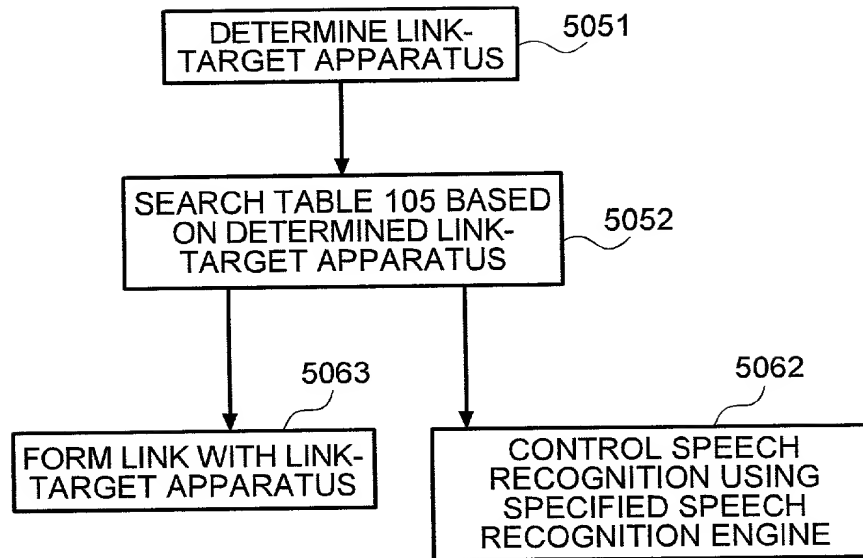 DETERMINE LINK-
TARGET APPARATUS
5051
SEARCH TABLE 105 BASED
ON DETERMINED LINK-
TARGET APPARATUS
5052
5063
FORM LINK WITH LINK-
TARGET APPARATUS
5062
CONTROL SPEECH
RECOGNITION USING
SPECIFIED SPEECH
RECOGNITION ENGINE